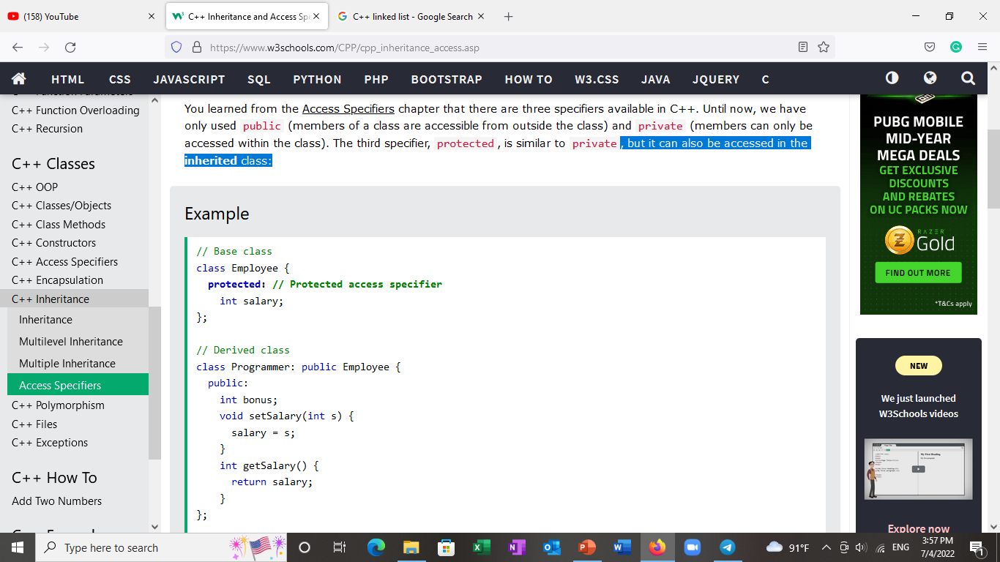 (158) YouTube
C++ Inheritance and Access Spe
C++ linked list - Google Search
https://www.w3schools.com/CPP/cpp_inheritance_access.asp
HTML CSS JAVASCRIPT SQL PYTHON PHP BOOTSTRAP HOW TO W3.CSS JAVA JQUERY C
C++ Function Parameters
C++ Function Overloading
C++ Recursion
C++ Classes
C++ OOP
C++ Classes/Objects
C++ Class Methods
C++ Constructors
C++ Access Specifiers
C++ Encapsulation
C++ Inheritance
Inheritance
Multilevel Inheritance
Multiple Inheritance
Access Specifiers
C++ Polymorphism
C++ Files
C++ Exceptions
C++ How To
Add Two Numbers
You learned from the Access Specifiers chapter that there are three specifiers available in C++. Until now, we have
only used public (members of a class are accessible from outside the class) and private (members can only be
accessed within the class). The third specifier, protected, is similar to private, but it can also be accessed in the
inherited class:
Example
// Base class
class Employee {
protected: // Protected access specifier
int salary;
};
// Derived class
class Programmer: public Employee {
public:
int bonus;
void setSalary(int s) {
salary = s;
}
int getSalary() {
return salary;
}
};
PUBG MOBILE
MID-YEAR
MEGA DEALS
GET EXCLUSIVE
DISCOUNTS
AND REBATES
ON UC PACKS NOW
RAZER
Gold
FIND OUT MORE
*T&Cs apply
NEW
We just launched
W3Schools videos
Explore now
Type here to search
91°F
ENG
3:57 PM
7/4/2022
1